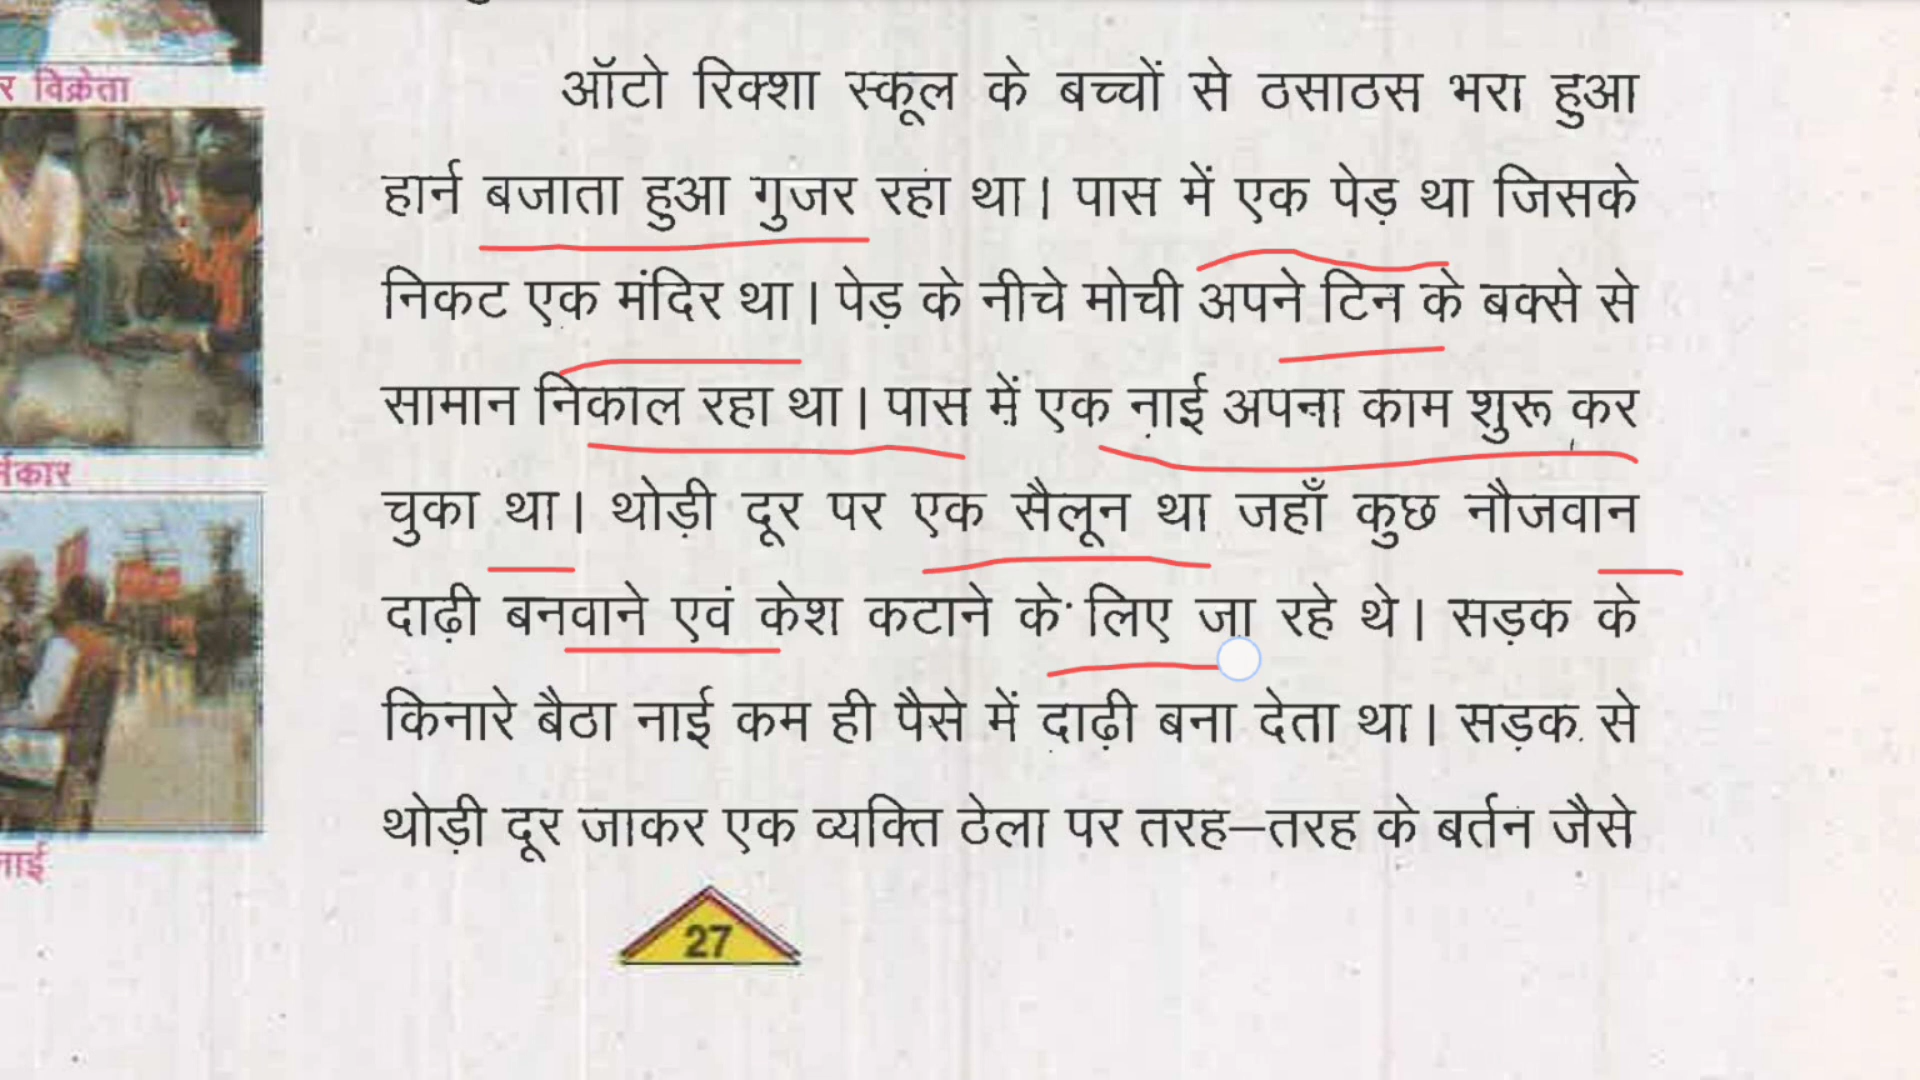 र विक्रेता
ऑटो रिक्शा स्कूल के बच्चों से ठसाठस भरा हुआ
हार्न बजाता हुआ गुजर रहा था। पास में एक पेड़ था जिसके
निकट एक मंदिर था। पेड़ के नीचे मोची अपने टिन के बक्से से
सामान निकाल रहा था। पास में एक नाई अपना काम शुरू कर
चुका था। थोड़ी दूर पर एक सैलून था जहाँ कुछ नौजवान
दाढ़ी बनवाने एवं केश कटाने के लिए जा रहे थे। सड़क के
किनारे बैठा नाई कम ही पैसे में दाढ़ी बना देता था। सड़क से
थोड़ी दूर जाकर एक व्यक्ति ठेला पर तरह–तरह के बर्तन जैसे
र्मकार
नाई
27